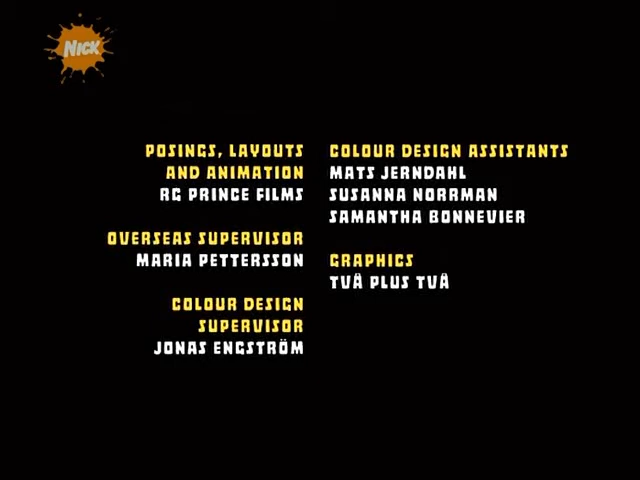 NICK
POSINGS, LAYOUTS
AND ANIMATION
RG PRINCE FILMS
OVERSEAS SUPERVISOR
MARIA PETTERSSON
COLOUR DESIGN
SUPERVISOR
JONAS ENGSTRÖM
COLOUR DESIGN ASSISTANTS
MATS JERNDAHL
SUSANNA NORRMAN
SAMANTHA BONNEVIER
GRAPHICS
TVÅ PLUS TVÅ